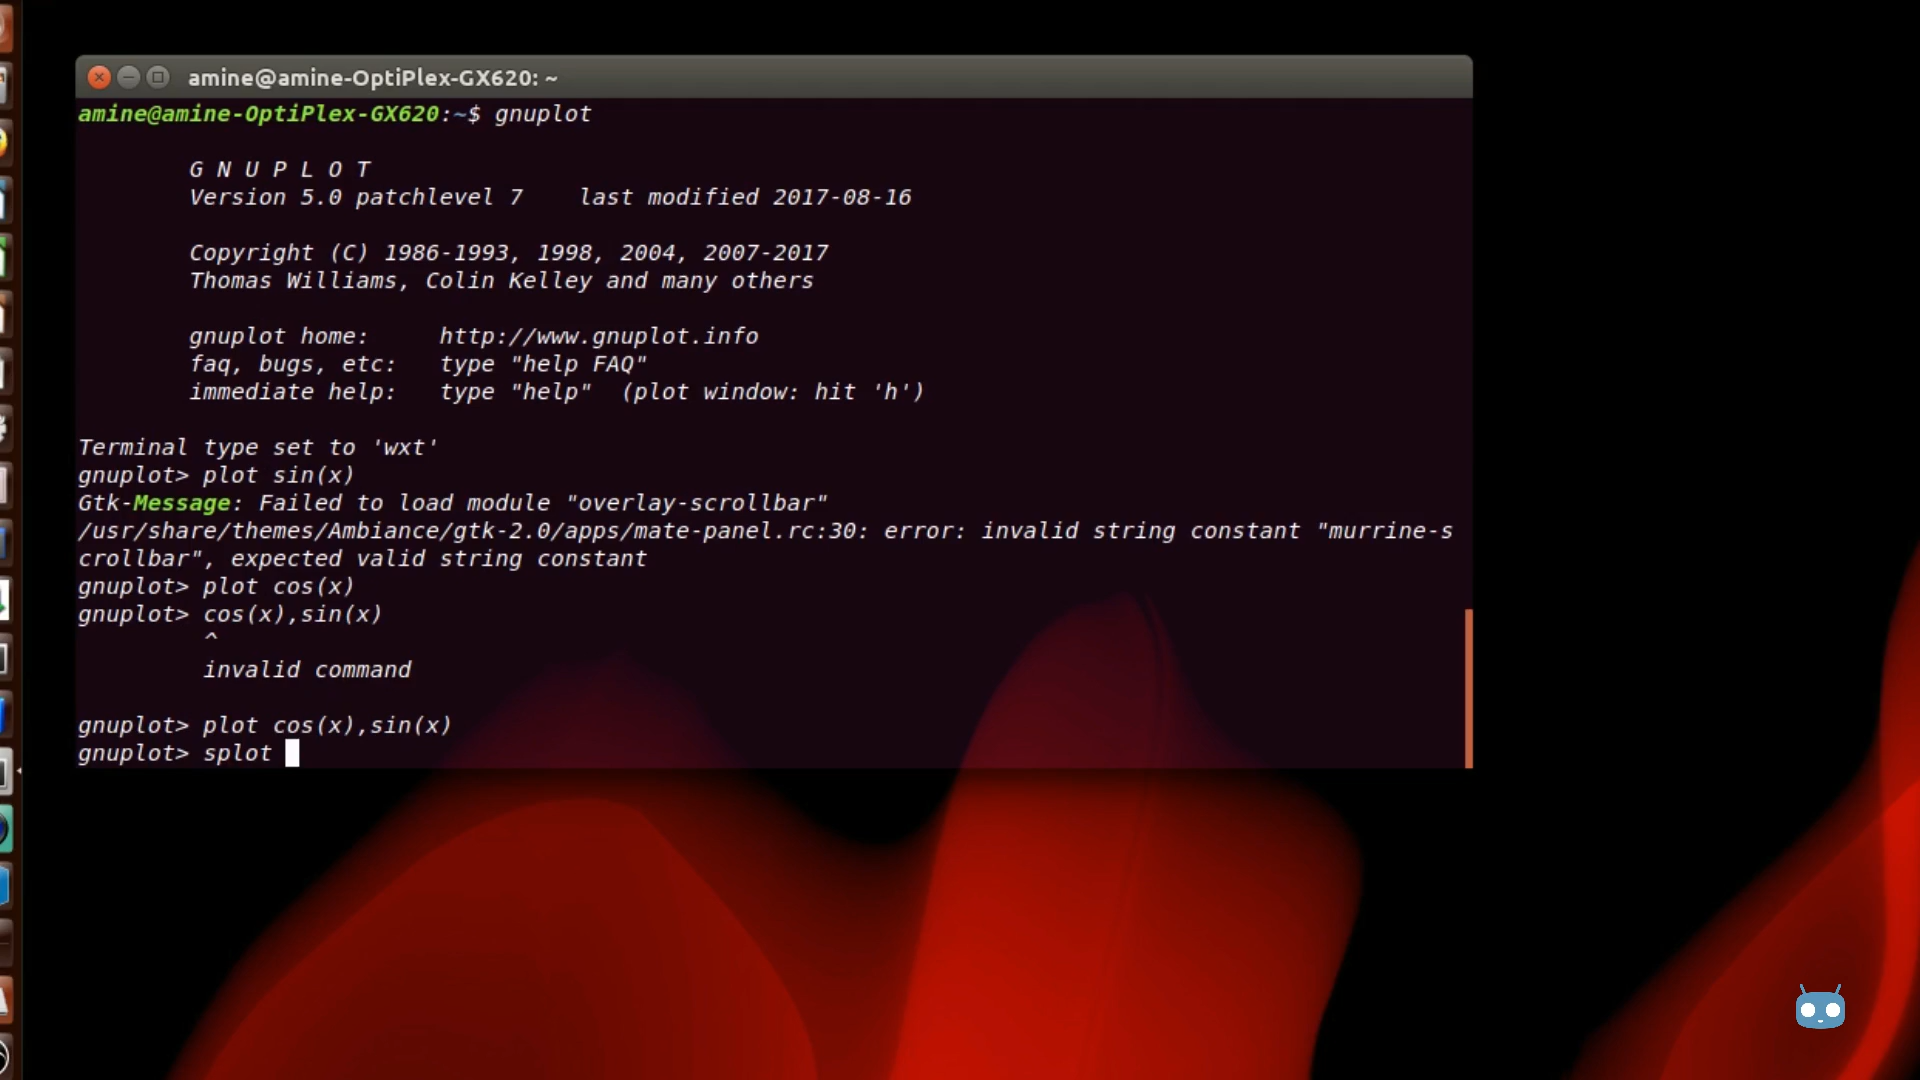 amine@amine-OptiPlex-GX620: ~
amine@amine-OptiPlex-GX620:~$ gnuplot
G N U P L O T
Version 5.0 patchlevel 7    last modified 2017-08-16
Copyright (C) 1986-1993, 1998, 2004, 2007-2017
Thomas Williams, Colin Kelley and many others
gnuplot home:     http://www.gnuplot.info
faq, bugs, etc:   type "help FAQ"
immediate help:   type "help"  (plot window: hit 'h')
Terminal type set to 'wxt'
gnuplot> plot sin(x)
Gtk-Message: Failed to load module "overlay-scrollbar"
/usr/share/themes/Ambiance/gtk-2.0/apps/mate-panel.rc:30: error: invalid string constant "murrine-s
crollbar", expected valid string constant
gnuplot> plot cos(x)
gnuplot> cos(x),sin(x)
^
invalid command
gnuplot> plot cos(x),sin(x)
gnuplot> splot